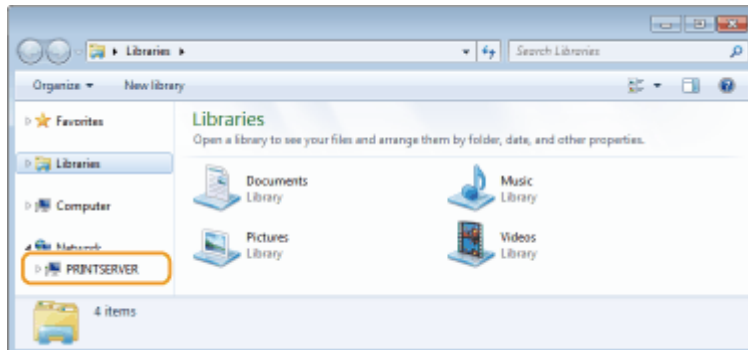 Libraries
Search Libraries
Organize
New library
Favorites
Libraries
Computer
Network
PRINTSERVER
Libraries
Open a library to see your files and arrange them by folder, date, and other properties.
Documents
Library
Music
Library
Pictures
Library
Videos
Library
4 items